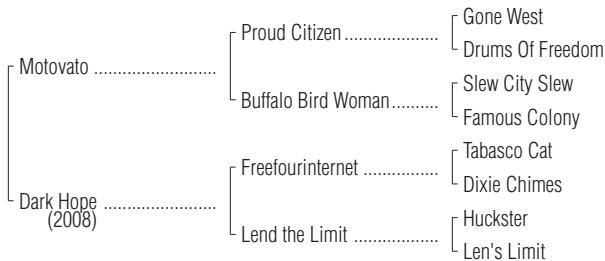 Gone West
Proud Citizen ..................
Drums Of Freedom
Motovato ...........................
Slew City Slew
Buffalo Bird Woman...........
Famous Colony
Tabasco Cat
Freefourinternet .................
Dixie Chimes
Dark Hope .........................
(2008)
Huckster
Lend the Limit ...................
Len's Limit